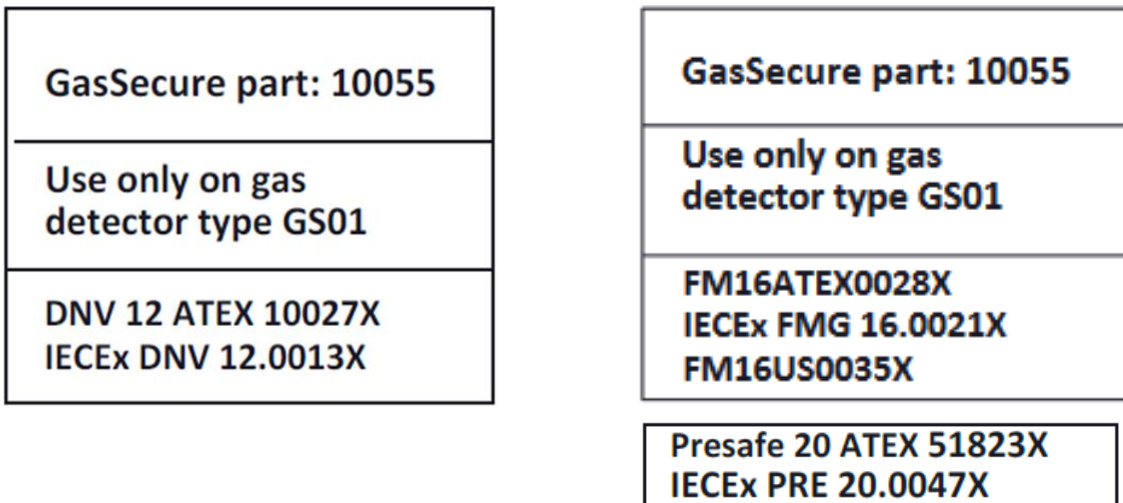 GasSecure part: 10055
Use only on gas
detector type GS01
DNV 12 ATEX 10027X
IECEx DNV 12.0013X
GasSecure part: 10055
Use only on gas
detector type GS01
FM16ATEX0028X
IECEx FMG 16.0021X
FM16US0035X
Presafe 20 ATEX 51823X
IECEx PRE 20.0047X